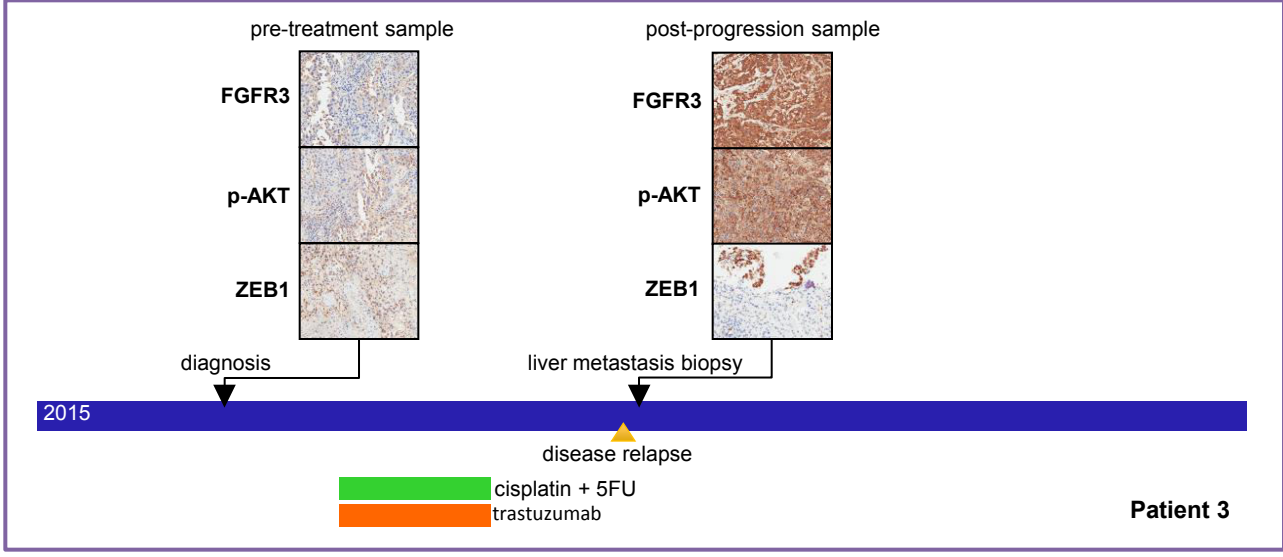 pre-treatment sample
post-progression sample
FGFR3
FGFR3
p-AKT
p-AKT
ZEB1
ZEB1
diagnosis
liver metastasis biopsy
2015
disease relapse
cisplatin + 5FU
trastuzumab
Patient 3